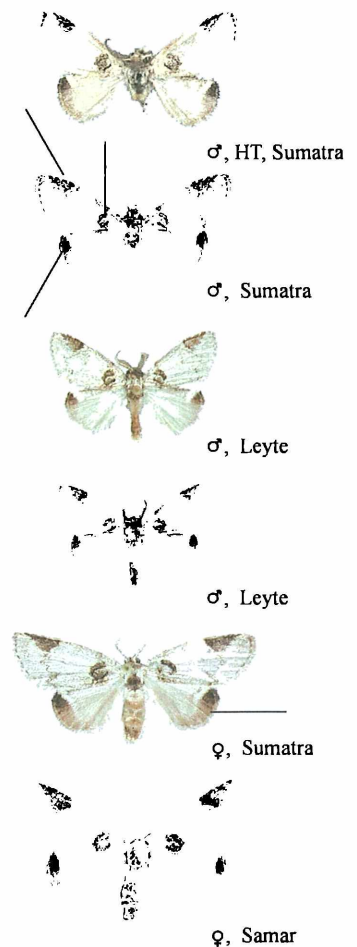 ♂, HT, Sumatra
♂, Sumatra
♂, Leyte
♂, Leyte
♀, Sumatra
♀, Samar